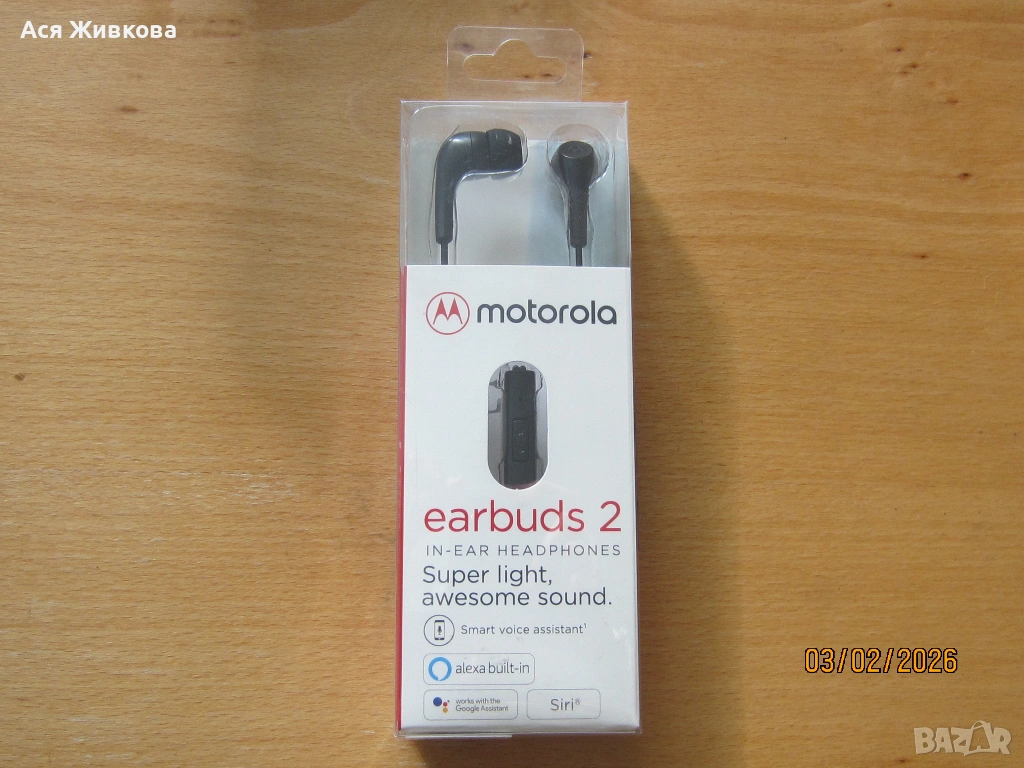 Ася Живкова
motorola
earbuds 2
IN-EAR HEADPHONES
Super light,
awesome sound.
Smart voice assistant¹
alexa built-in
works with the
Google Assistant
Siri®
03/02/2026
BAZAR